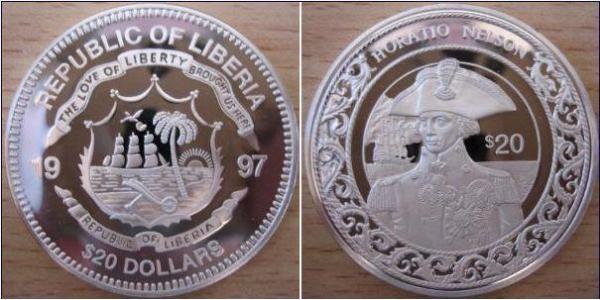 REPUBLIC OF LIBERIA
THE LOVE OF LIBERTY BROUGHT US HERE
19 97
REPUBLIC OF LIBERIA
$20 DOLLARS
HORATIO NELSON
$20